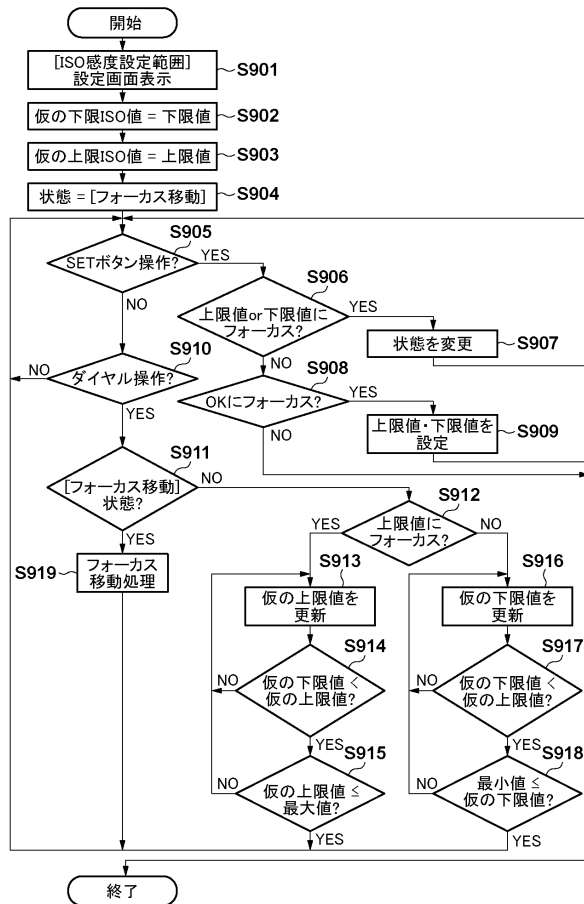 開始
[ISO感度設定範囲]
設定画面表示
S901
仮の下限ISO値 = 下限値
S902
仮の上限ISO値 = 上限値
S903
状態 = [フォーカス移動]
S904
S905
SETボタン操作?
YES
NO
S906
上限値or下限値に
フォーカス?
YES
NO
状態を変更
S907
S908
OKにフォーカス?
YES
NO
上限値・下限値を
設定
S909
S910
NO
ダイヤル操作?
YES
S911
[フォーカス移動]
状態?
NO
YES
S919
フォーカス
移動処理
S912
YES
上限値に
フォーカス?
NO
S913
仮の上限値を
更新
S914
NO
仮の下限値 <
仮の上限値?
YES
S915
NO
仮の上限値 ≤
最大値?
YES
S916
仮の下限値を
更新
S917
NO
仮の下限値 <
仮の上限値?
YES
S918
NO
最小値 ≤
仮の下限値?
YES
終了